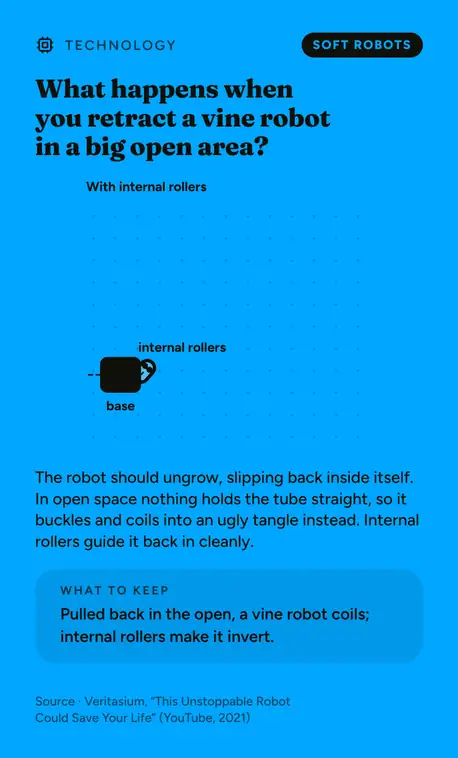 TECHNOLOGY
SOFT ROBOTS
What happens when
you retract a vine robot
in a big open area?
With internal rollers
internal rollers
base
The robot should ungrow, slipping back inside itself.
In open space nothing holds the tube straight, so it
buckles and coils into an ugly tangle instead. Internal
rollers guide it back in cleanly.
WHAT TO KEEP
Pulled back in the open, a vine robot coils;
internal rollers make it invert.
Source · Veritasium, “This Unstoppable Robot
Could Save Your Life” (YouTube, 2021)